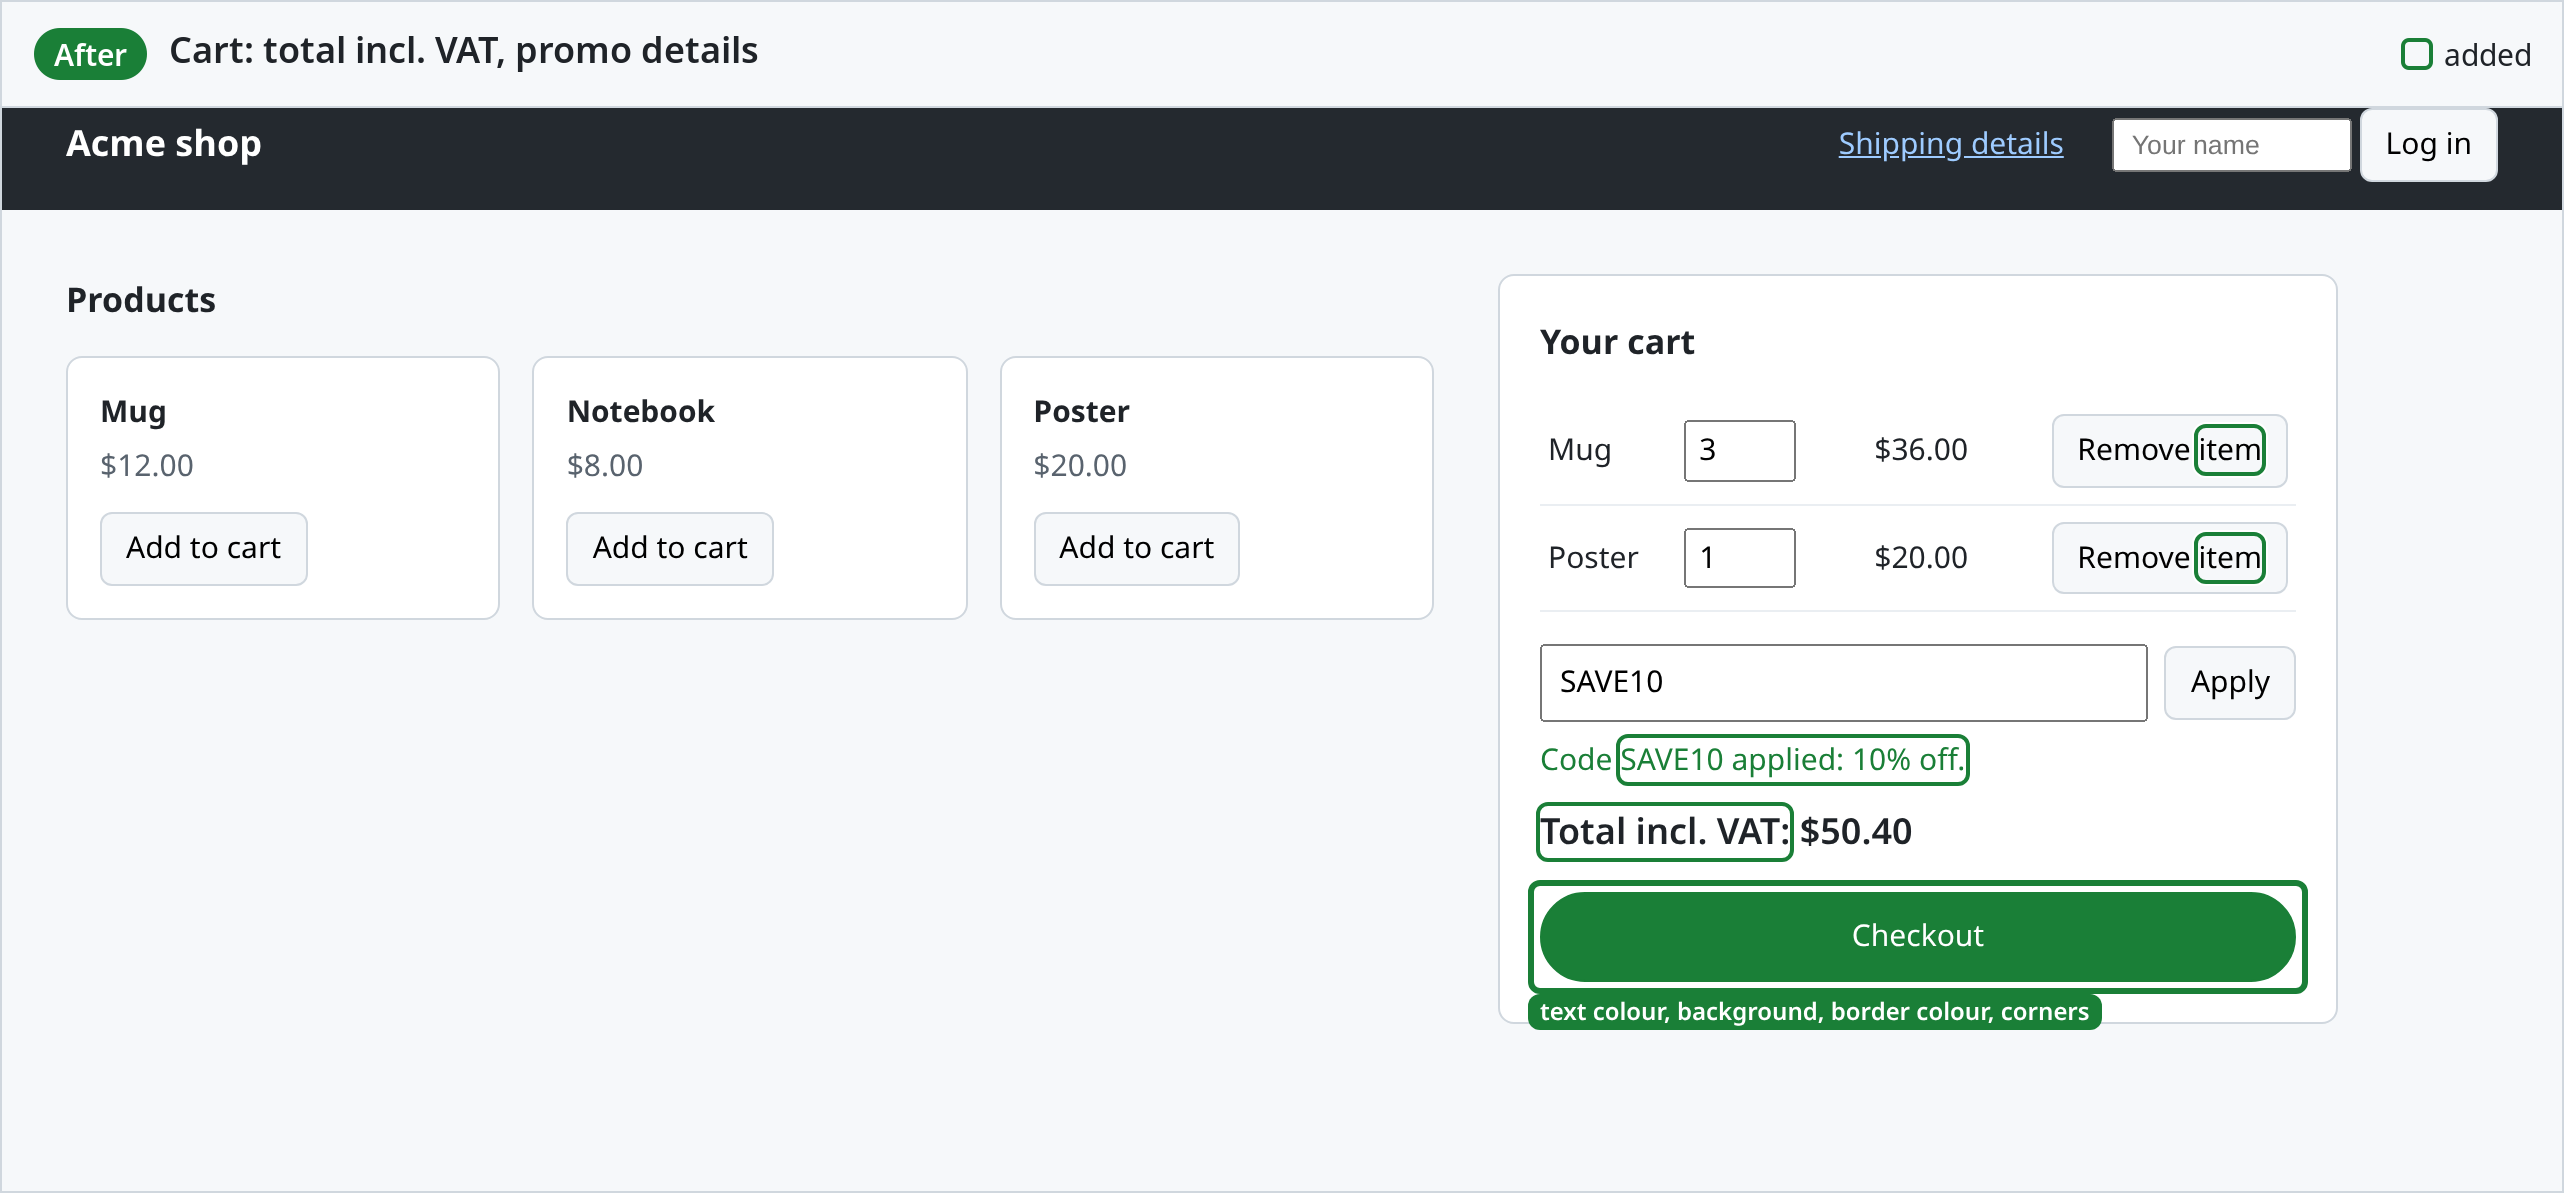 After Cart: total incl. VAT, promo details added
Acme shop Shipping details Your name Log in
Products
Mug
$12.00
Add to cart
Notebook
$8.00
Add to cart
Poster
$20.00
Add to cart
Your cart
Mug 3 $36.00 Remove item
Poster 1 $20.00 Remove item
SAVE10 Apply
Code SAVE10 applied: 10% off.
Total incl. VAT: $50.40
Checkout
text colour, background, border colour, corners